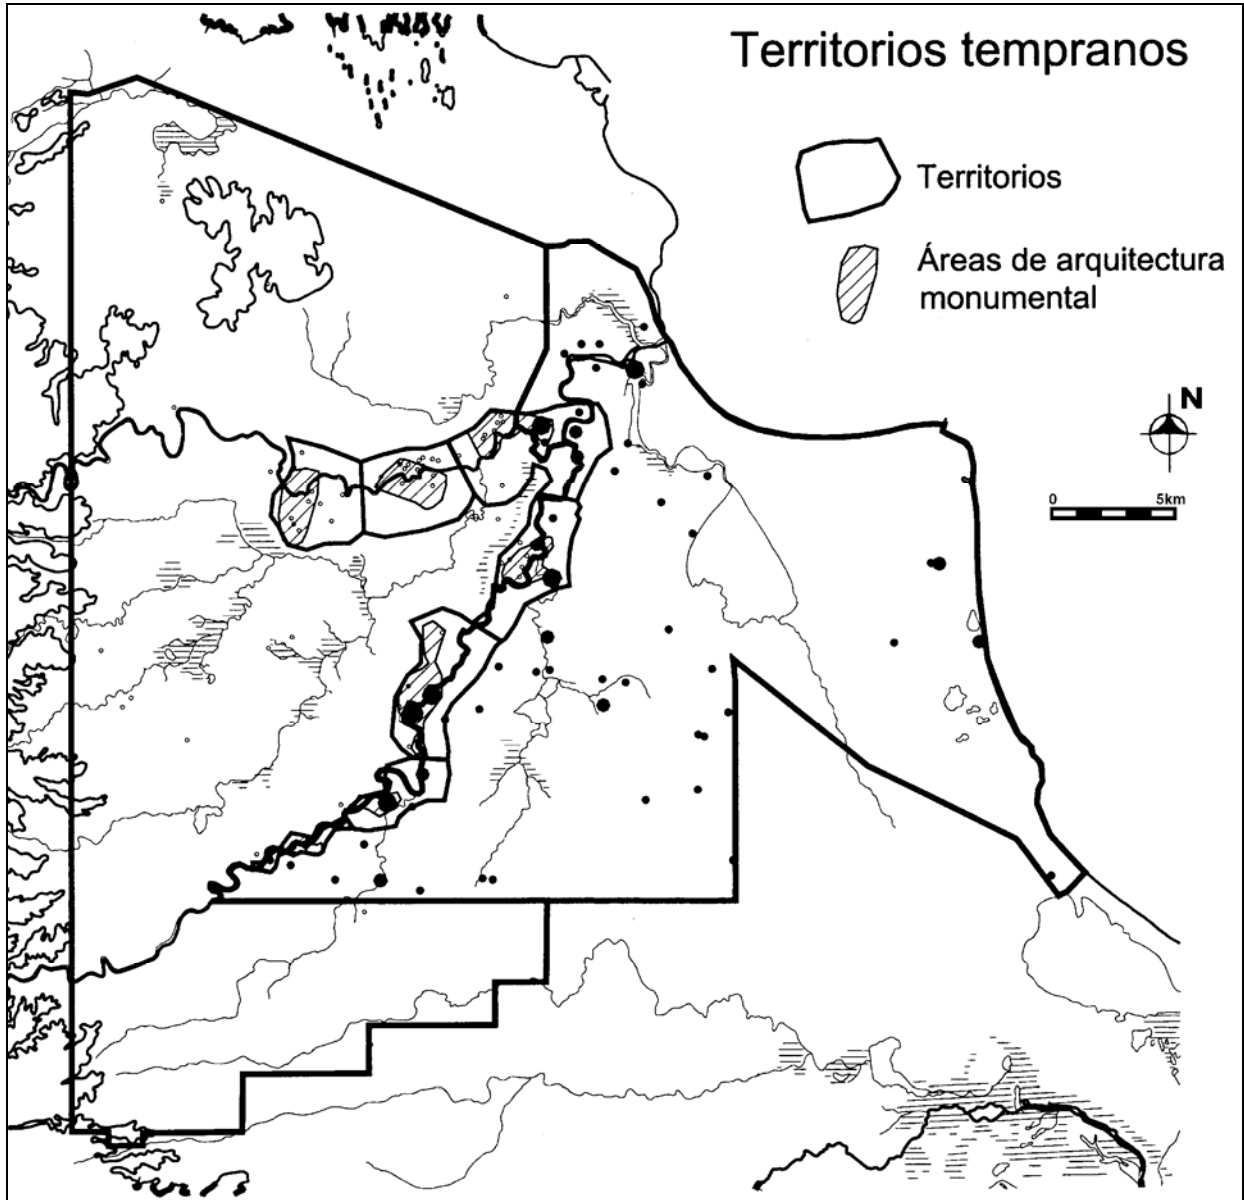 Territorios tempranos
Territorios
Áreas de arquitectura
monumental
N
0 5km